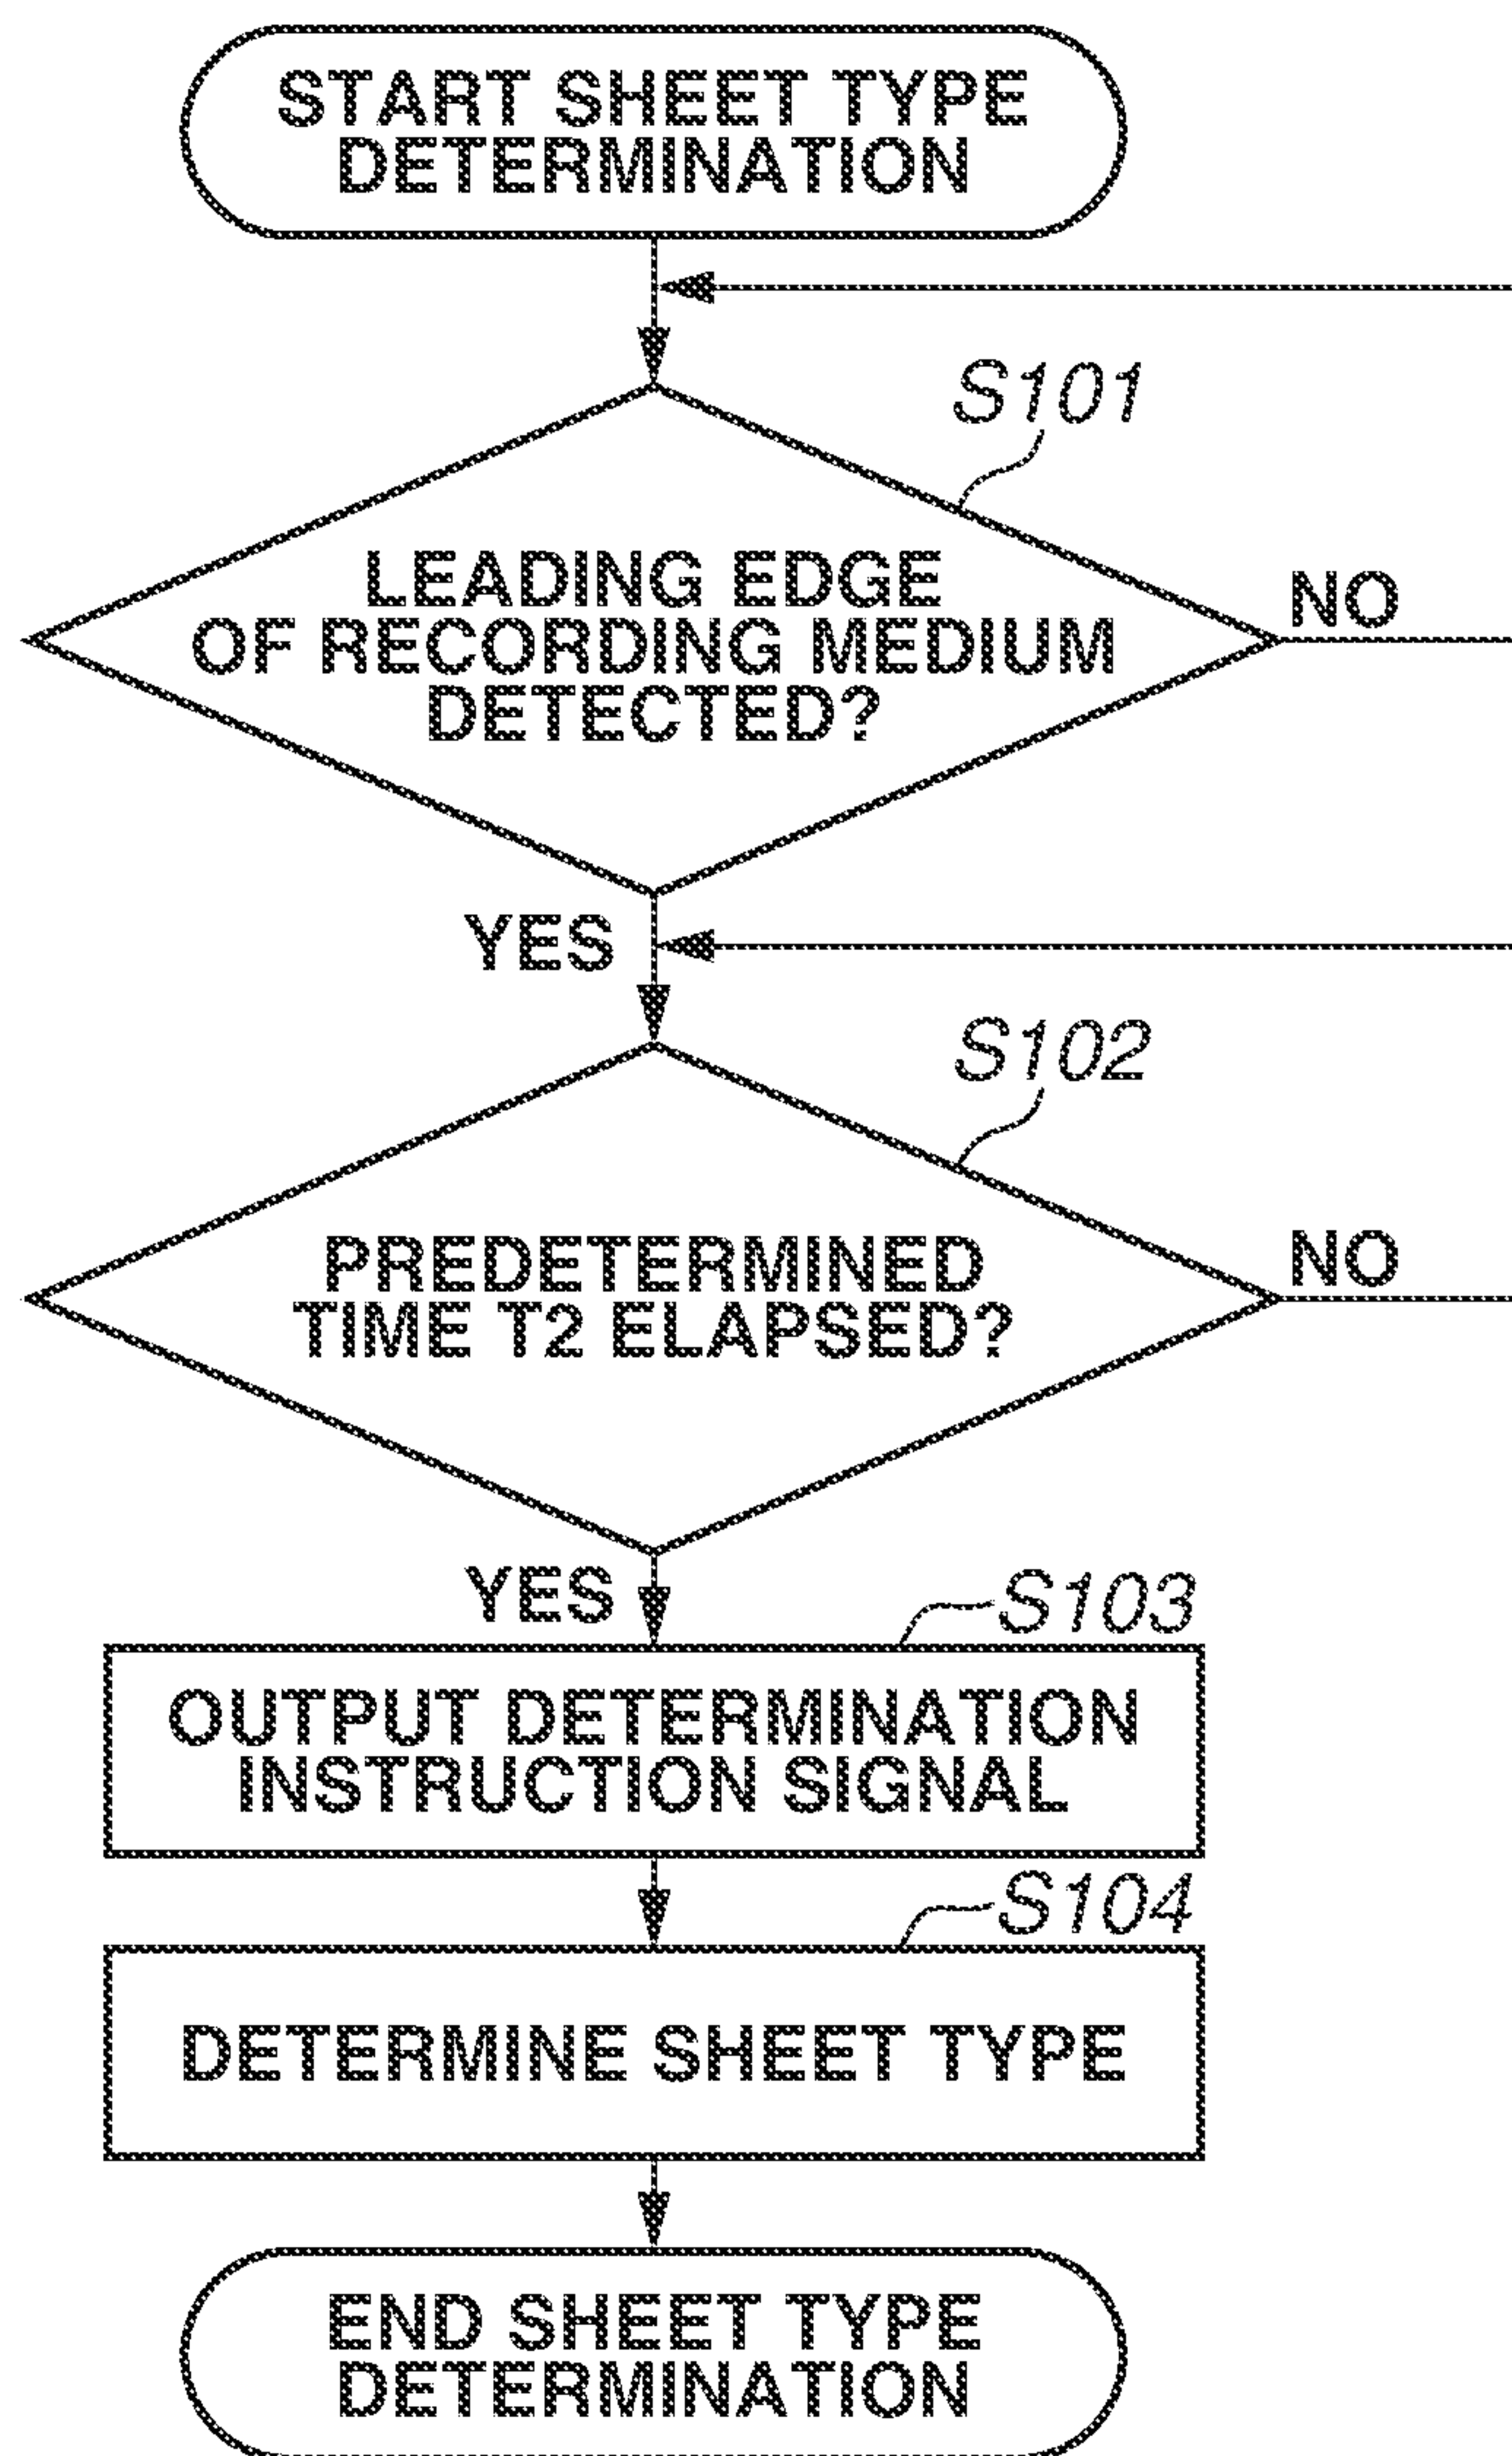 START SHEET TYPE
DETERMINATION
S101
LEADING EDGE
OF RECORDING MEDIUM
DETECTED?
NO
YES
S102
PREDETERMINED
TIME T2 ELAPSED?
NO
YES
S103
OUTPUT DETERMINATION
INSTRUCTION SIGNAL
S104
DETERMINE SHEET TYPE
END SHEET TYPE
DETERMINATION